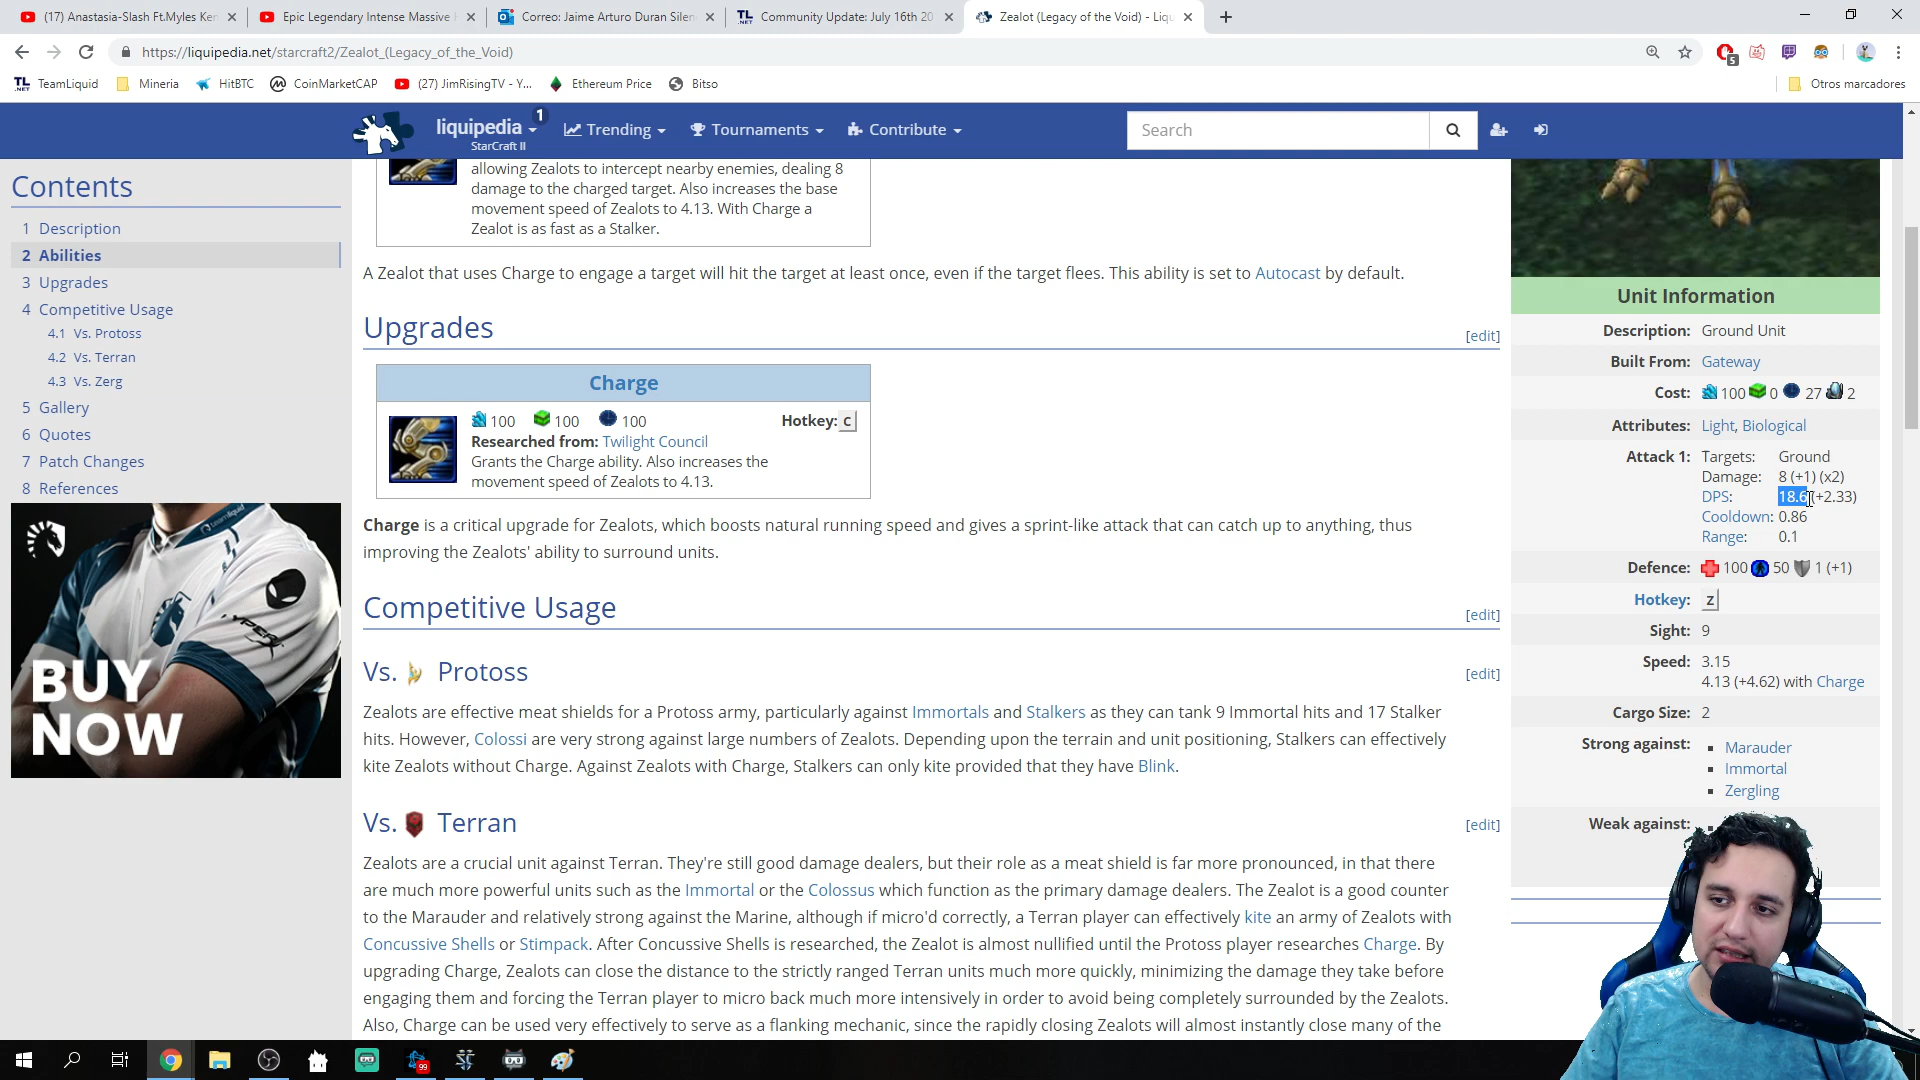 (17) Anastasia-Slash Ft.Myles Ken
Epic Legendary Intense Massive
Correo: Jaime Arturo Duran Silen
Community Update: July 16th 20
Zealot (Legacy of the Void) - Liqu
https://liquipedia.net/starcraft2/Zealot_(Legacy_of_the_Void)
5
TeamLiquid
Mineria
HitBTC
CoinMarketCAP
(27) JimRisingTV - Y...
Ethereum Price
Bitso
Otros marcadores
liquipedia
1
StarCraft II
Trending
Tournaments
Contribute
Search
Contents
1 Description
2 Abilities
3 Upgrades
4 Competitive Usage
4.1 Vs. Protoss
4.2 Vs. Terran
4.3 Vs. Zerg
5 Gallery
6 Quotes
7 Patch Changes
8 References
BUY
NOW
allowing Zealots to intercept nearby enemies, dealing 8
damage to the charged target. Also increases the base
movement speed of Zealots to 4.13. With Charge a
Zealot is as fast as a Stalker.
A Zealot that uses Charge to engage a target will hit the target at least once, even if the target flees. This ability is set to Autocast by default.
Upgrades
[edit]
Charge
100 100 100 Hotkey: C
Researched from: Twilight Council
Grants the Charge ability. Also increases the
movement speed of Zealots to 4.13.
Charge is a critical upgrade for Zealots, which boosts natural running speed and gives a sprint-like attack that can catch up to anything, thus
improving the Zealots' ability to surround units.
Competitive Usage
[edit]
Vs. Protoss
[edit]
Zealots are effective meat shields for a Protoss army, particularly against Immortals and Stalkers as they can tank 9 Immortal hits and 17 Stalker
hits. However, Colossi are very strong against large numbers of Zealots. Depending upon the terrain and unit positioning, Stalkers can effectively
kite Zealots without Charge. Against Zealots with Charge, Stalkers can only kite provided that they have Blink.
Vs. Terran
[edit]
Zealots are a crucial unit against Terran. They're still good damage dealers, but their role as a meat shield is far more pronounced, in that there
are much more powerful units such as the Immortal or the Colossus which function as the primary damage dealers. The Zealot is a good counter
to the Marauder and relatively strong against the Marine, although if micro'd correctly, a Terran player can effectively kite an army of Zealots with
Concussive Shells or Stimpack. After Concussive Shells is researched, the Zealot is almost nullified until the Protoss player researches Charge. By
upgrading Charge, Zealots can close the distance to the strictly ranged Terran units much more quickly, minimizing the damage they take before
engaging them and forcing the Terran player to micro back much more intensively in order to avoid being completely surrounded by the Zealots.
Also, Charge can be used very effectively to serve as a flanking mechanic, since the rapidly closing Zealots will almost instantly close many of the
Unit Information
Description: Ground Unit
Built From: Gateway
Cost: 100 0 27 2
Attributes: Light, Biological
Attack 1: Targets: Ground
Damage: 8 (+1) (x2)
DPS: 18.6 (+2.33)
Cooldown: 0.86
Range: 0.1
Defence: 100 50 1 (+1)
Hotkey: Z
Sight: 9
Speed: 3.15
4.13 (+4.62) with Charge
Cargo Size: 2
Strong against:
Marauder
Immortal
Zergling
Weak against:
99